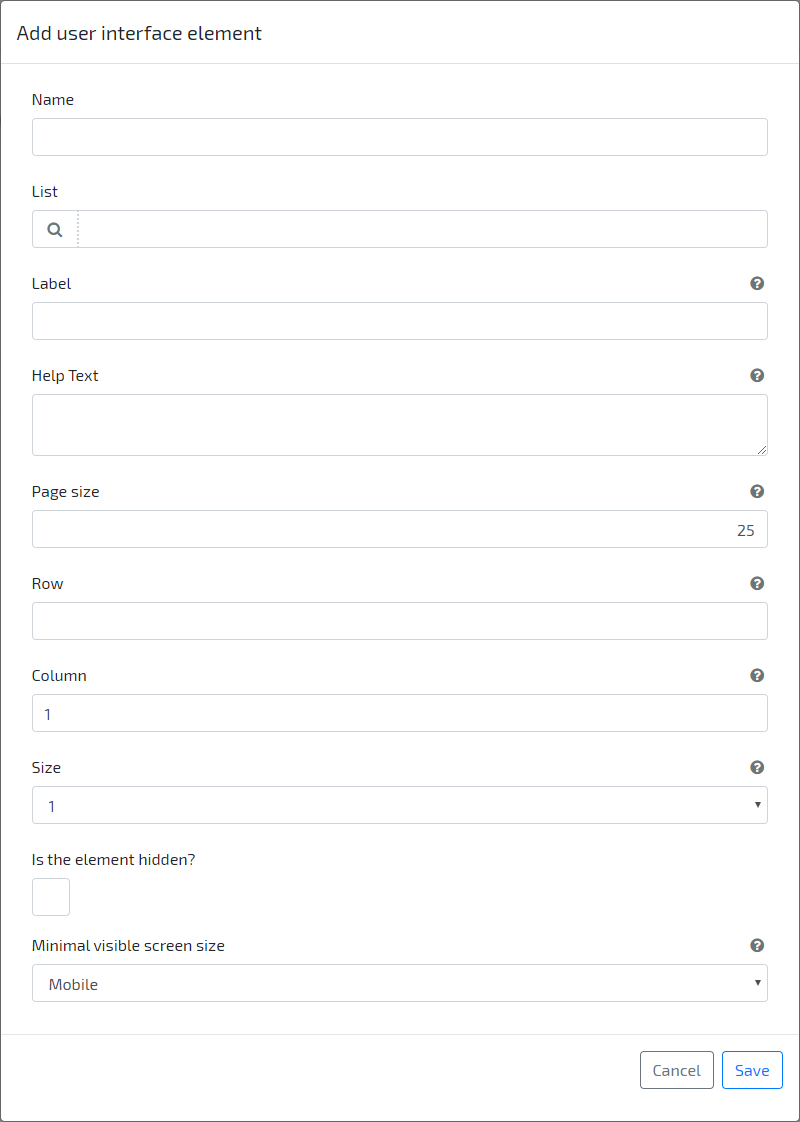 Add user interface element
Name
List
Label
Help Text
Page size
25
Row
Column
1
Size
1
Is the element hidden?
Minimal visible screen size
Mobile
Cancel Save